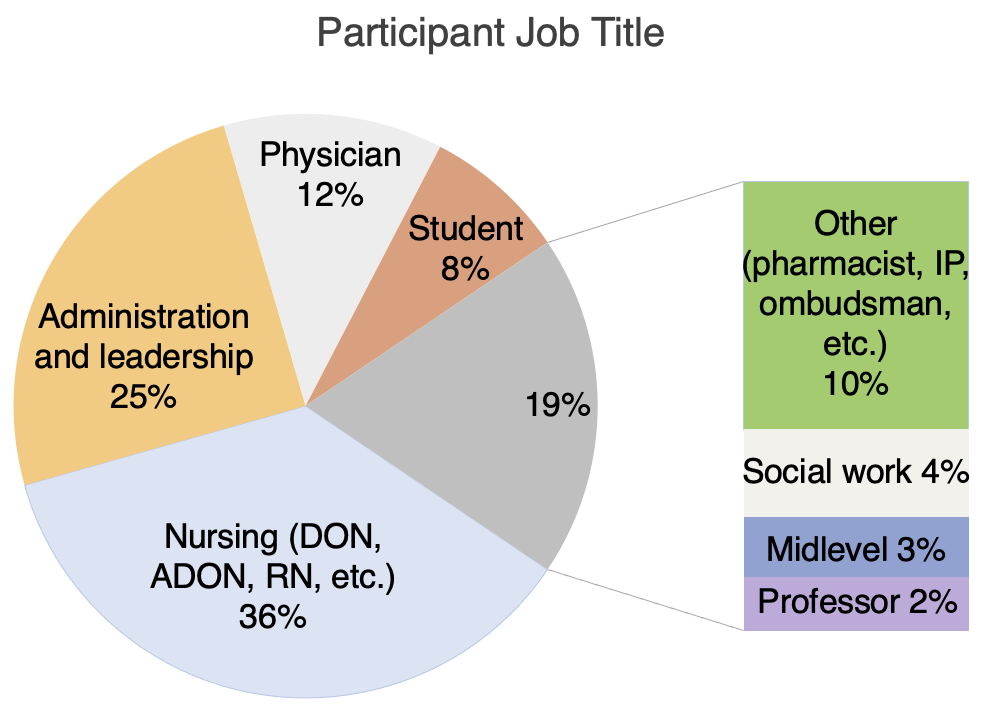 Participant Job Title
Physician
12%
Student
8%
Administration
and leadership
25%
19%
Nursing (DON,
ADON, RN, etc.)
36%
Other
(pharmacist, IP,
ombudsman,
etc.)
10%
Social work 4%
Midlevel 3%
Professor 2%